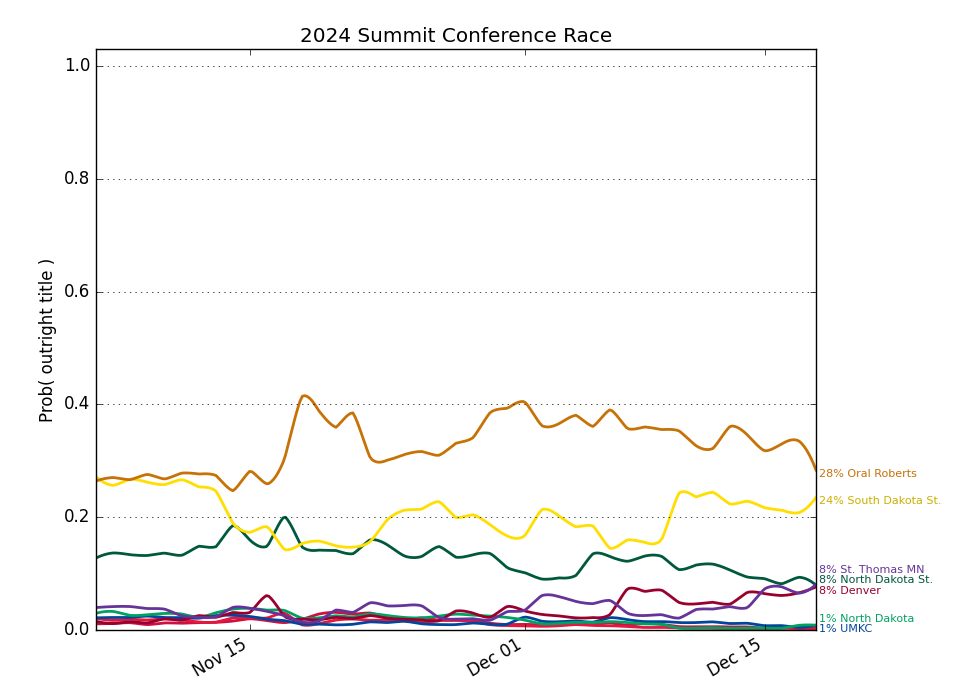 2024 Summit Conference Race
Prob( outright title )
1.0
0.8
0.6
0.4
0.2
0.0
Nov 15
Dec 01
Dec 15
28% Oral Roberts
24% South Dakota St.
8% St. Thomas MN
8% North Dakota St.
8% Denver
1% North Dakota
1% UMKC